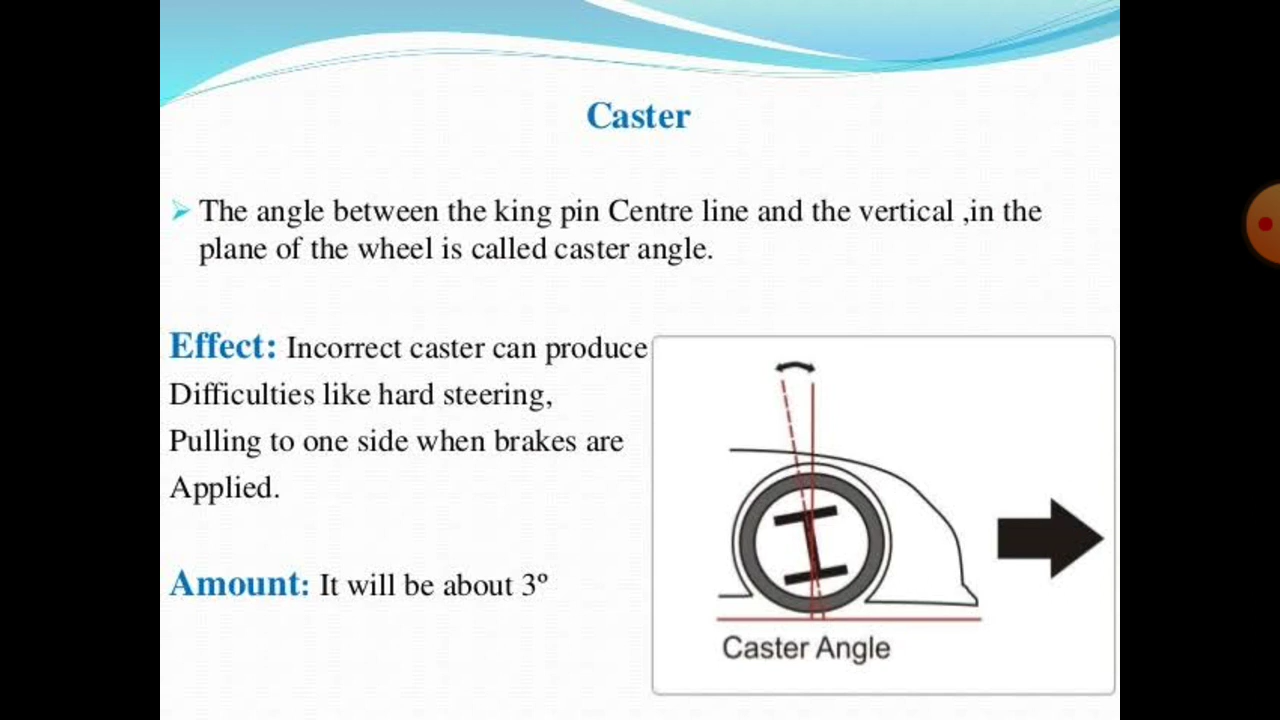 Caster
The angle between the king pin Centre line and the vertical ,in the
plane of the wheel is called caster angle.
Effect: Incorrect caster can produce
Difficulties like hard steering,
Pulling to one side when brakes are
Applied.
Amount: It will be about 3º
Caster Angle